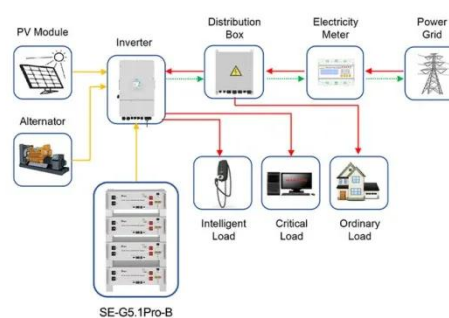 PV Module
Inverter
Distribution
Box
Electricity
Meter
Power
Grid
Alternator
Intelligent
Load
Critical
Load
Ordinary
Load
SE-G5.1Pro-B